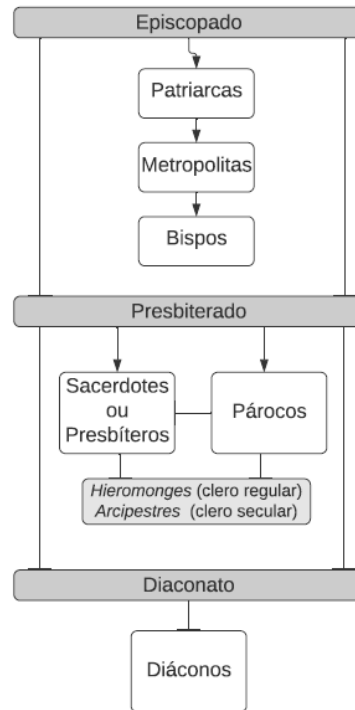 Episcopado
Patriarcas
Metropolitas
Bispos
Presbiterado
Sacerdotes
ou
Presbíteros
Párocos
Hieromonges (clero regular)
Arcipestres (clero secular)
Diaconato
Diáconos